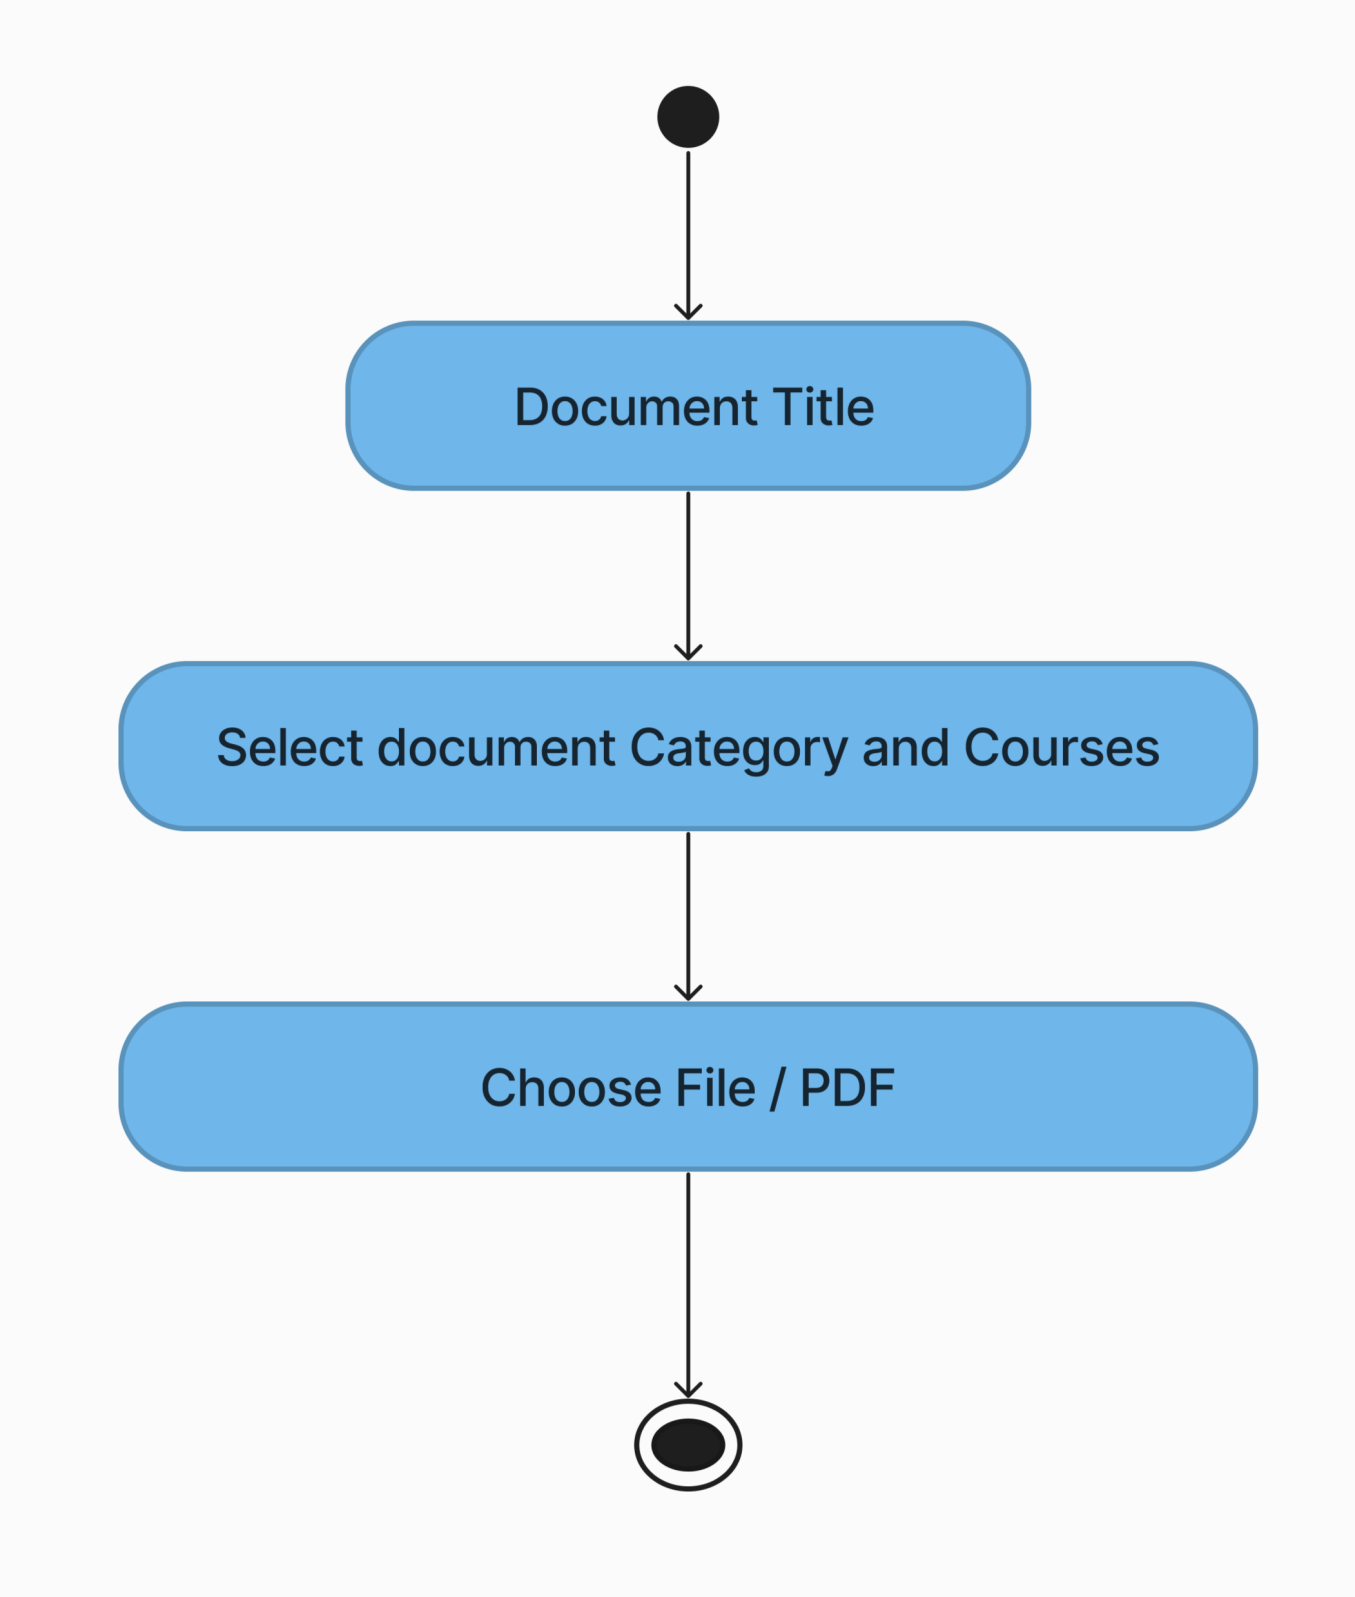 Document Title
Select document Category and Courses
Choose File / PDF